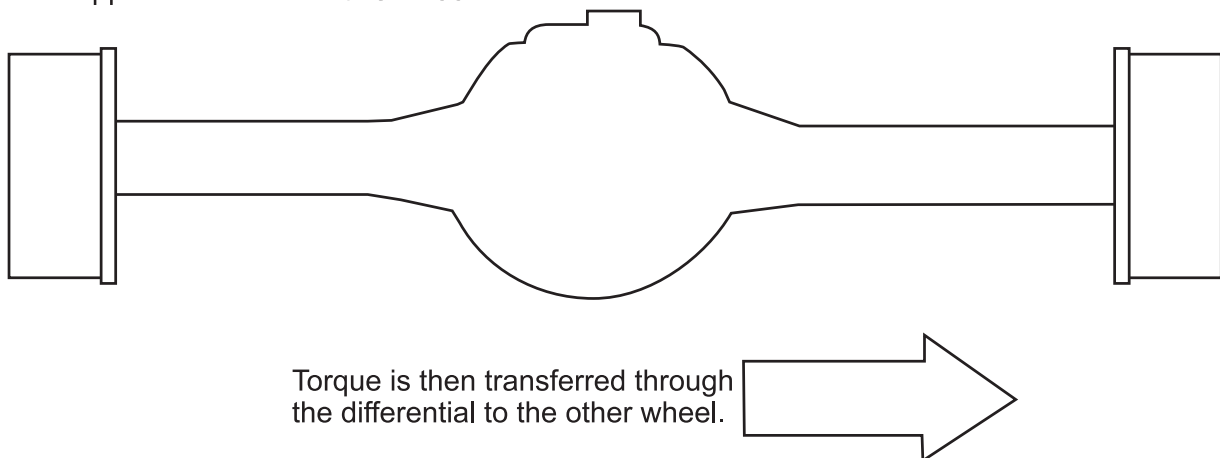 Torque is then transferred through
the differential to the other wheel.